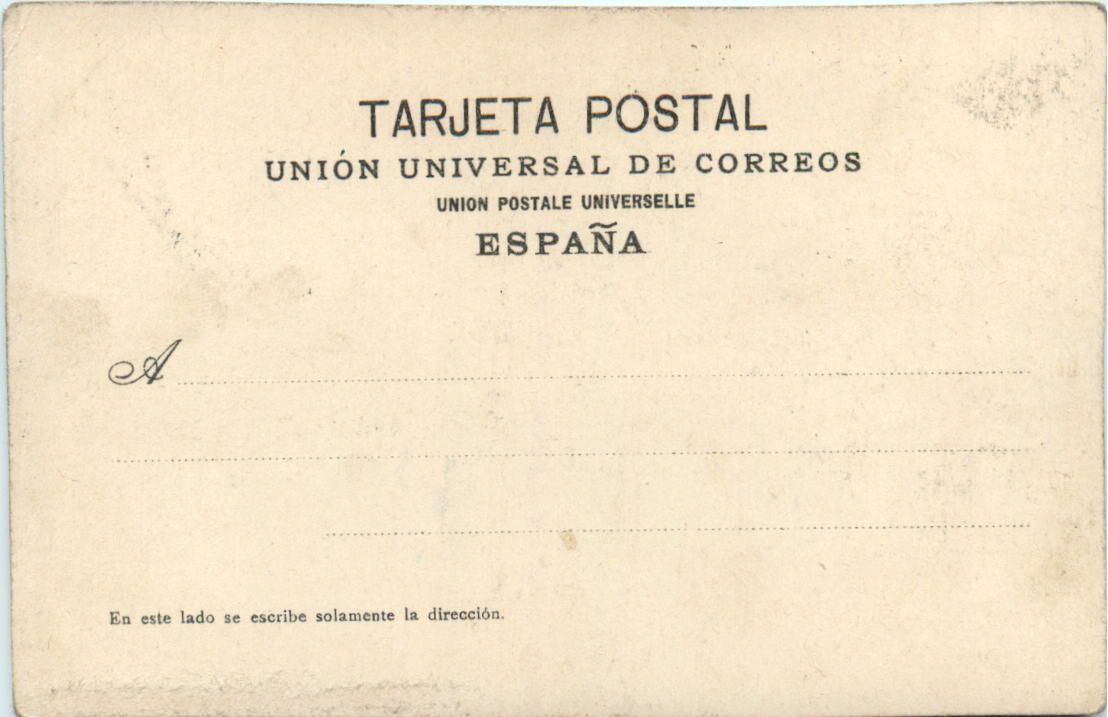 TARJETA POSTAL
UNIÓN UNIVERSAL DE CORREOS
UNION POSTALE UNIVERSELLE
ESPAÑA
A
En este lado se escribe solamente la dirección.